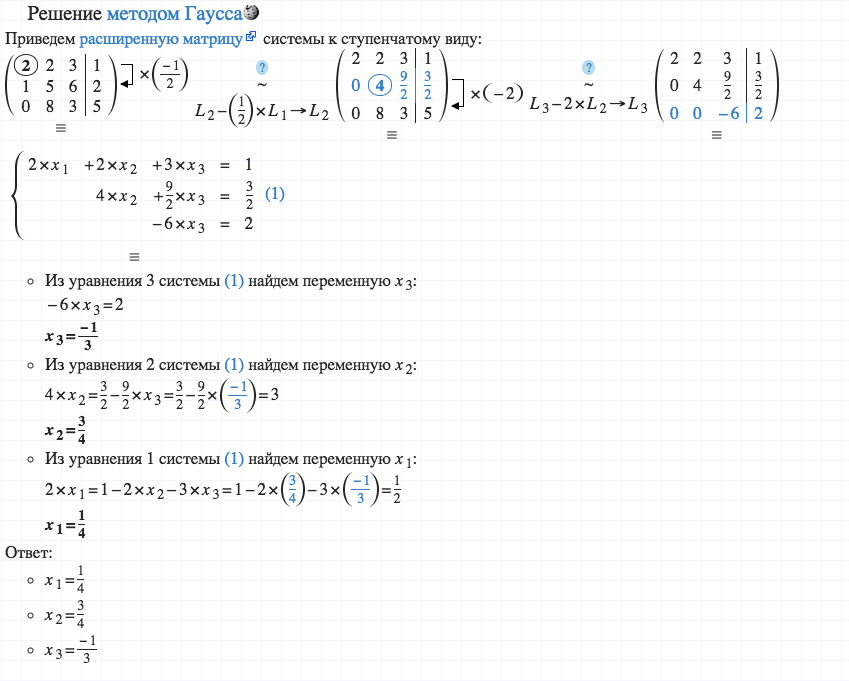 Решение методом Гаусса
Приведем расширенную матрицу системы к ступенчатому виду:
( 2 2 3 | 1 ) ×(-1/2) ? ( 2 2 3 | 1 ) ? ( 2 2 3 | 1 )
( 1 5 6 | 2 ) ~ ( 0 4 9/2 | 3/2 ) ×(−2) ~ ( 0 4 9/2 | 3/2 )
( 0 8 3 | 5 ) L2−(1/2)×L1→L2 ( 0 8 3 | 5 ) L3−2×L2→L3 ( 0 0 −6 | 2 )
≡ ≡ ≡
2×x1 +2×x2 +3×x3 = 1
4×x2 +9/2×x3 = 3/2 (1)
−6×x3 = 2
≡
Из уравнения 3 системы (1) найдем переменную x3:
−6×x3=2
x3=−1/3
Из уравнения 2 системы (1) найдем переменную x2:
4×x2=3/2−9/2×x3=3/2−9/2×(−1/3)=3
x2=3/4
Из уравнения 1 системы (1) найдем переменную x1:
2×x1=1−2×x2−3×x3=1−2×(3/4)−3×(−1/3)=1/2
x1=1/4
Ответ:
x1=1/4
x2=3/4
x3=−1/3